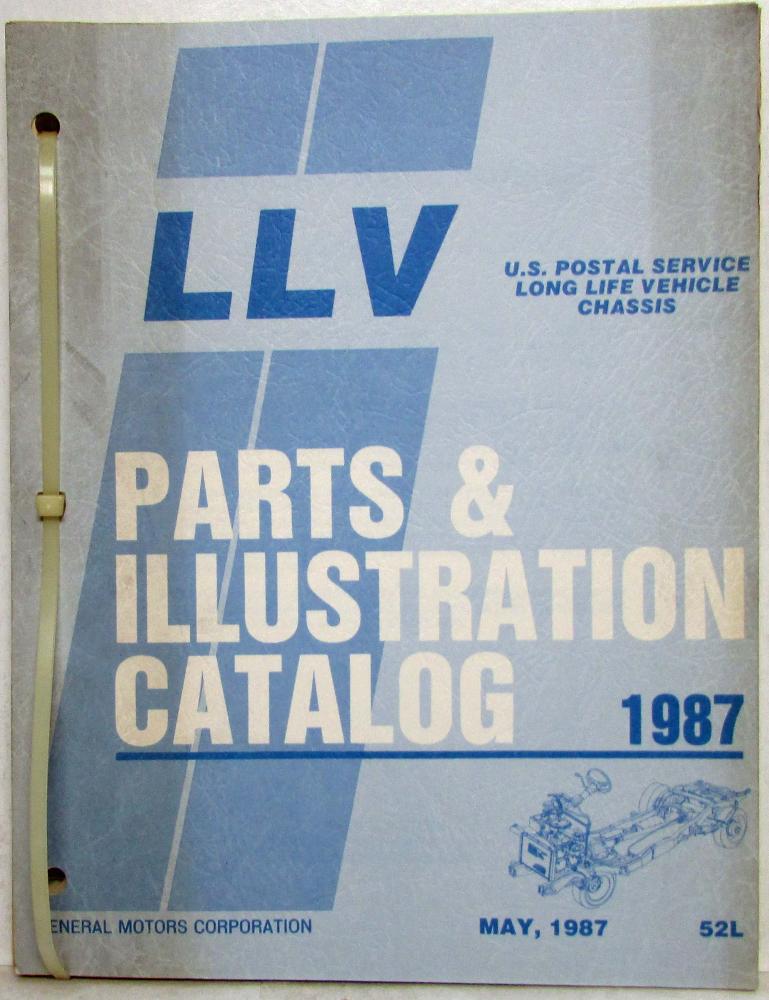 LLV
U.S. POSTAL SERVICE
LONG LIFE VEHICLE
CHASSIS
PARTS &
ILLUSTRATION
CATALOG
1987
ENERAL MOTORS CORPORATION
MAY, 1987
52L